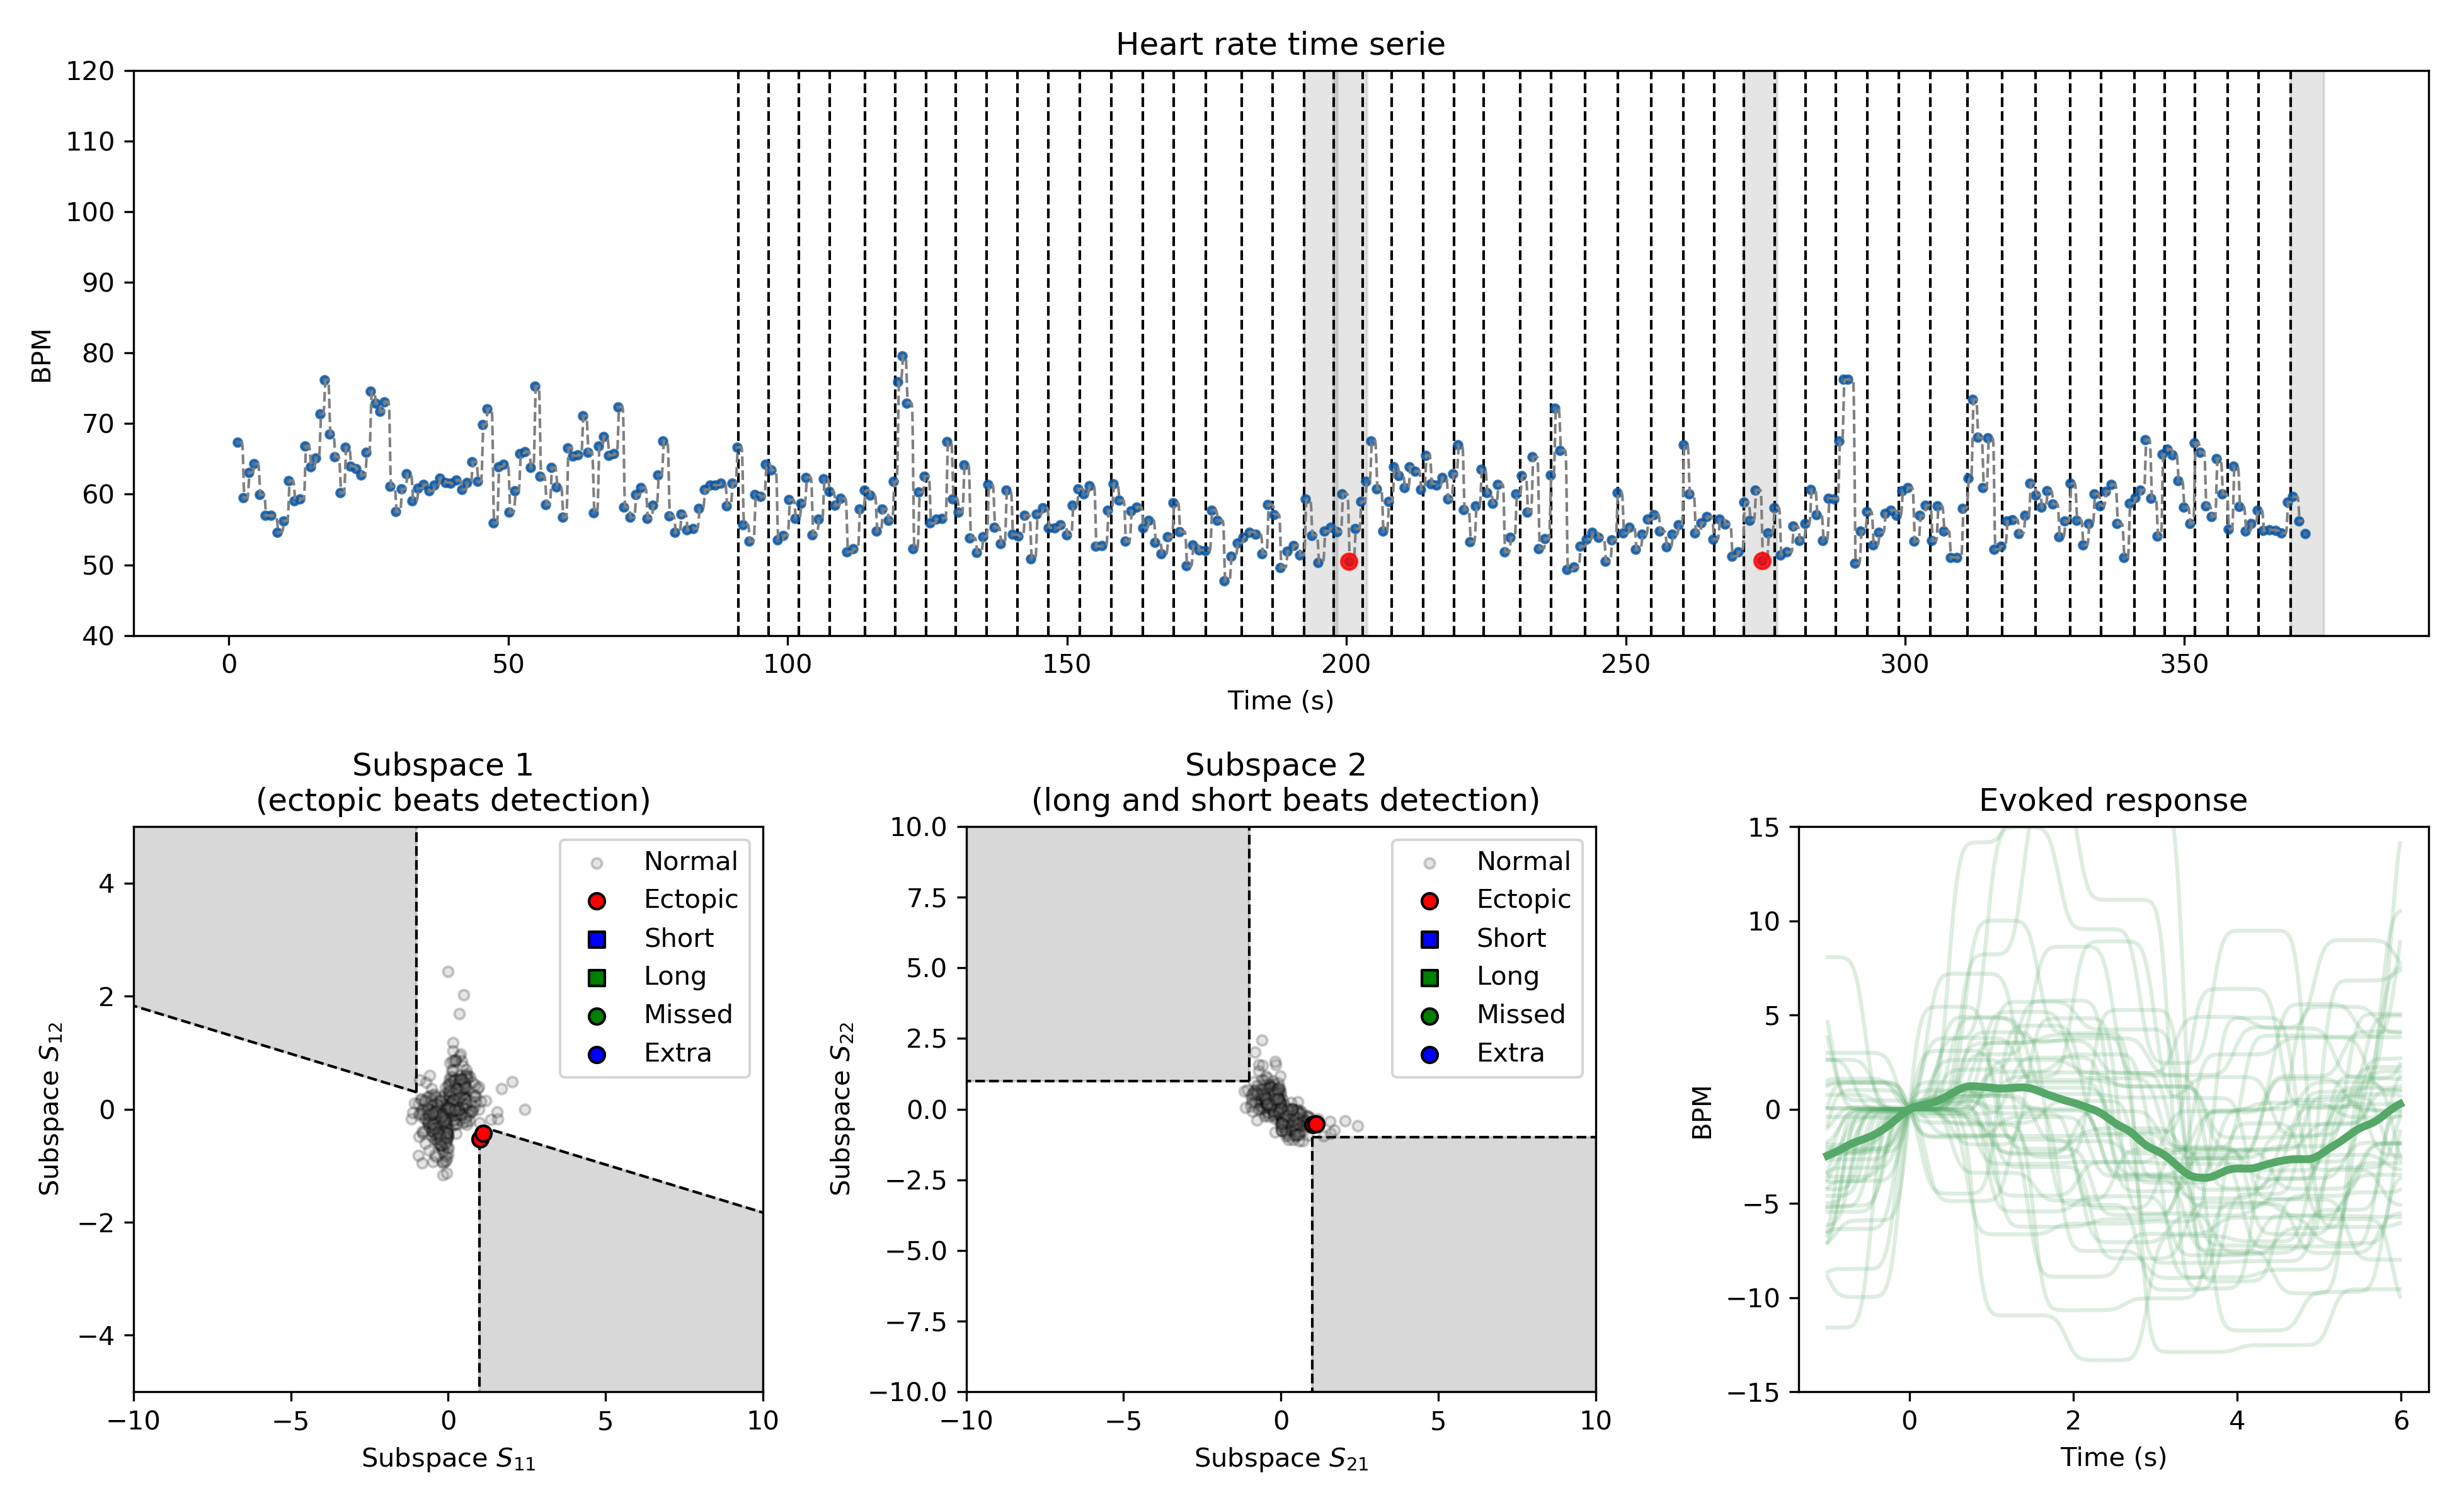 Heart rate time serie
120
110
100
90
80
70
60
50
40
BPM
0 50 100 150 200 250 300 350
Time (s)
Subspace 1
(ectopic beats detection)
4
2
0
−2
−4
Subspace S₁₂
Normal
Ectopic
Short
Long
Missed
Extra
−10 −5 0 5 10
Subspace S₁₁
Subspace 2
(long and short beats detection)
10.0
7.5
5.0
2.5
0.0
−2.5
−5.0
−7.5
−10.0
Subspace S₂₂
Normal
Ectopic
Short
Long
Missed
Extra
−10 −5 0 5 10
Subspace S₂₁
Evoked response
15
10
5
0
−5
−10
−15
BPM
0 2 4 6
Time (s)